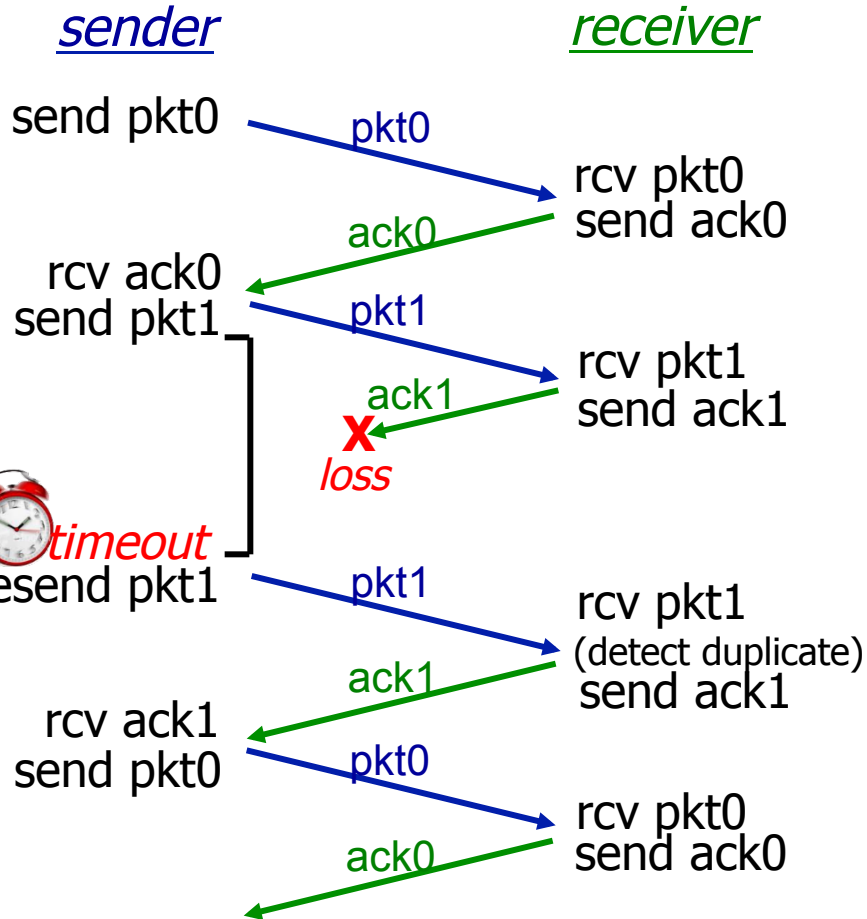 sender
receiver
send pkt0
pkt0
rcv pkt0
send ack0
ack0
rcv ack0
send pkt1
pkt1
rcv pkt1
send ack1
ack1
X
loss
timeout
esend pkt1
pkt1
rcv pkt1
(detect duplicate)
send ack1
ack1
rcv ack1
send pkt0
pkt0
rcv pkt0
send ack0
ack0